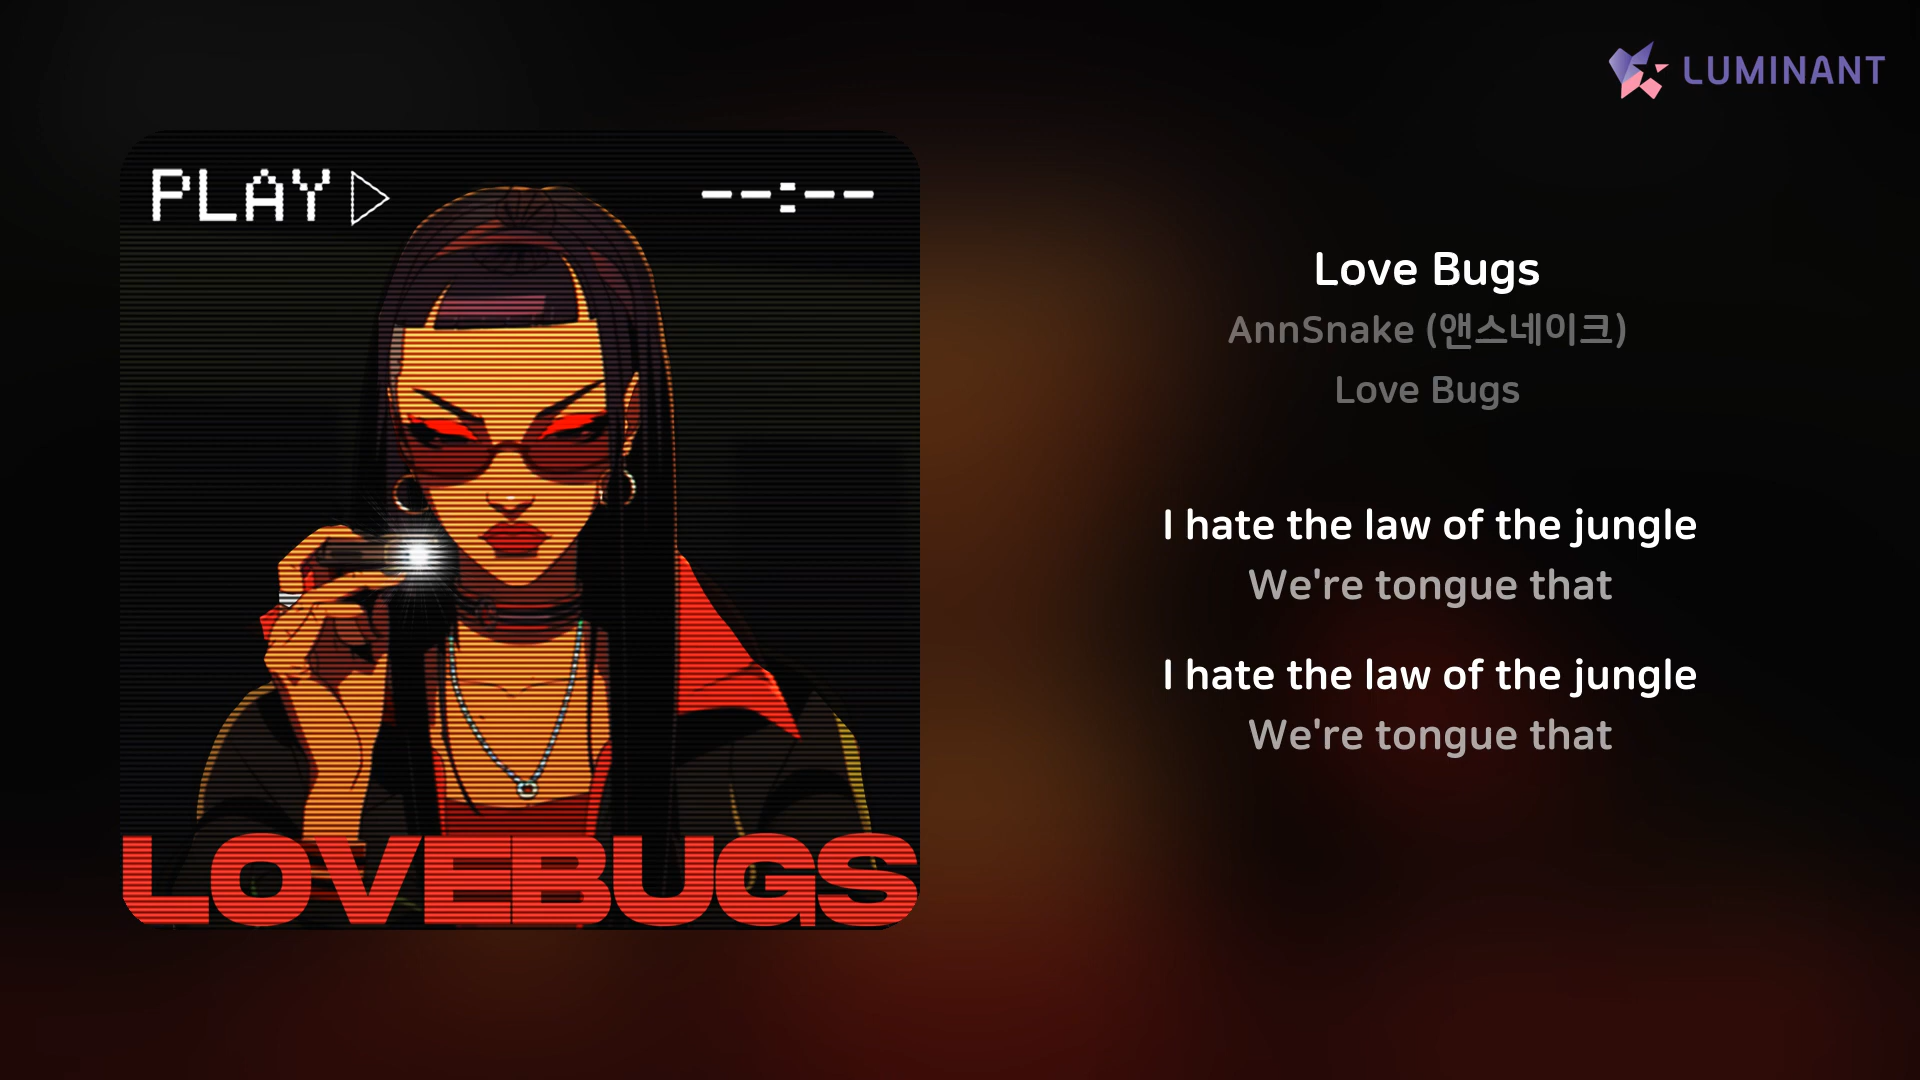 LUMINANT
PLAY
--:--
LOVEBUGS
Love Bugs
AnnSnake (앤스네이크)
Love Bugs
I hate the law of the jungle
We're tongue that
I hate the law of the jungle
We're tongue that